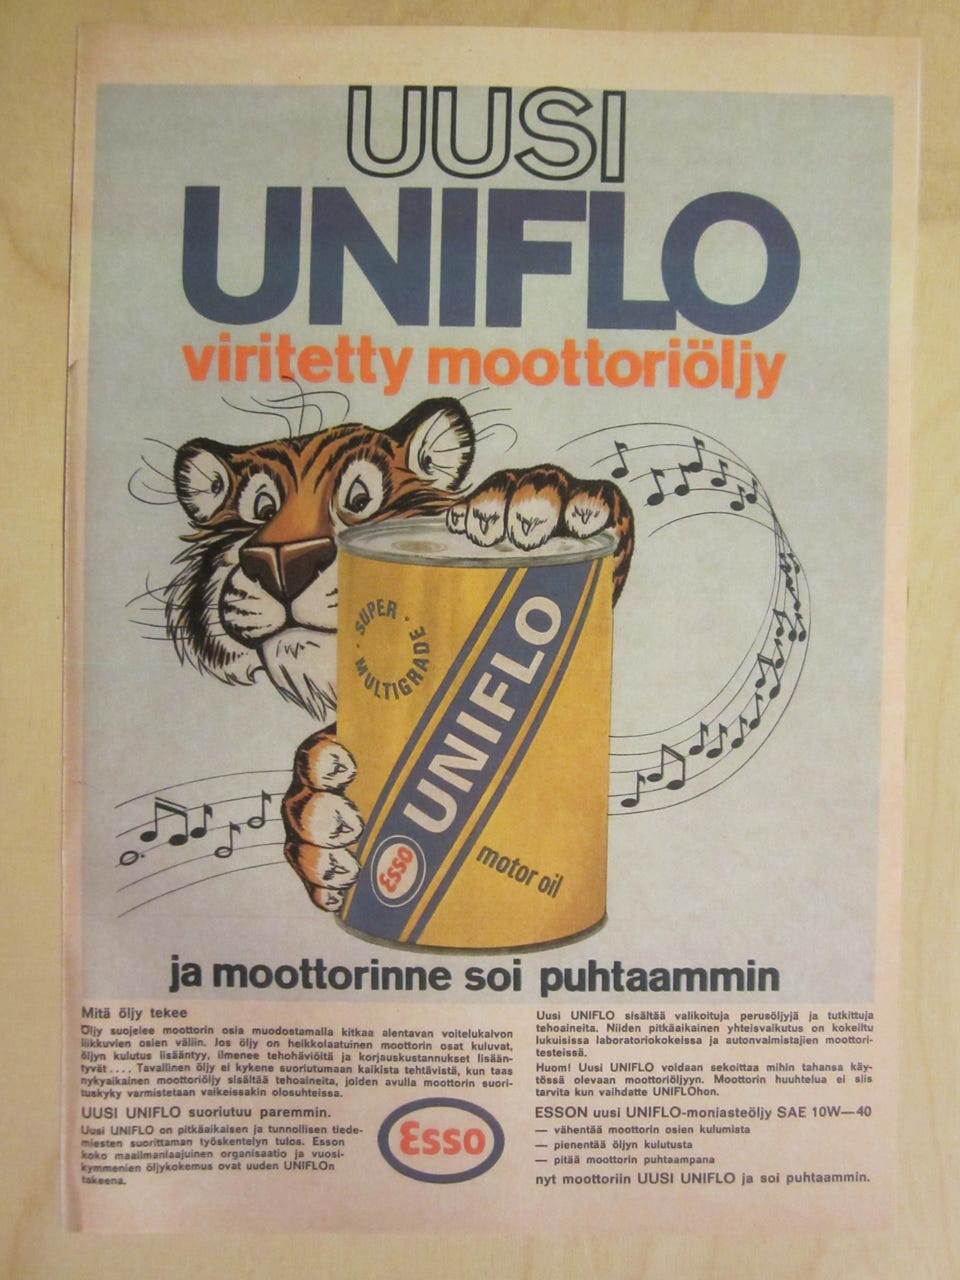 UUSI
UNIFLO
viritetty moottoriöljy
SUPER · MULTIGRADE ·
UNIFLO
Esso
motor oil
ja moottorinne soi puhtaammin
Mitä öljy tekee
Öljy suojelee moottorin osia muodostamalla kitkaa alentavan voitelukalvon
liikkuvien osien väliin. Jos öljy on heikkolaatuinen moottorin osat kuluvat,
öljyn kulutus lisääntyy, ilmenee tehohäviöitä ja korjauskustannukset lisään-
tyvät .... Tavallinen öljy ei kykene suoriutumaan kaikista tehtävistä, kun taas
nykyaikainen moottoriöljy sisältää tehoaineita, joiden avulla moottorin suori-
tuskyky varmistetaan vaikeissakin olosuhteissa.
UUSI UNIFLO suoriutuu paremmin.
Uusi UNIFLO on pitkäaikaisen ja tunnollisen tiede-
miesten suorittaman työskentelyn tulos. Esson
koko maailmanlaajuinen organisaatio ja vuosi-
kymmenien öljykokemus ovat uuden UNIFLOn
takeena.
Esso
Uusi UNIFLO sisältää valikoituja perusöljyjä ja tutkittuja
tehoaineita. Niiden pitkäaikainen yhteisvaikutus on kokeiltu
lukuisissa laboratoriokokeissa ja autonvalmistajien moottori-
testeissä.
Huom! Uusi UNIFLO voidaan sekoittaa mihin tahansa käy-
tössä olevaan moottoriöljyyn. Moottorin huuhtelua ei siis
tarvita kun vaihdatte UNIFLOhon.
ESSON uusi UNIFLO-moniasteöljy SAE 10W—40
— vähentää moottorin osien kulumista
— pienentää öljyn kulutusta
— pitää moottorin puhtaampana
nyt moottoriin UUSI UNIFLO ja soi puhtaammin.